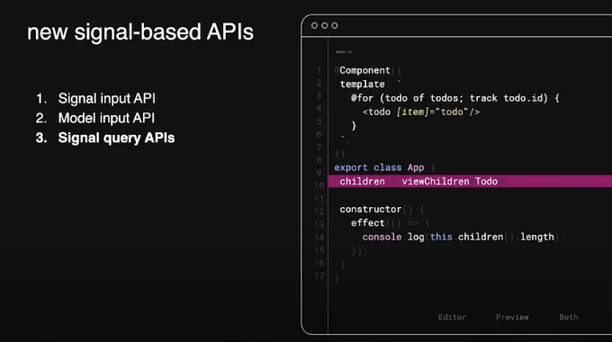 new signal-based APIs
1. Signal input API
2. Model input API
3. Signal query APIs
1 @Component({
2 template `
3 @for (todo of todos; track todo.id) {
4 <todo [item]="todo"/>
5 }
6 `
7 })
8
9 export class App {
10 children viewChildren Todo
11
12 constructor() {
13 effect(() => {
14 console log(this children().length);
15 });
16 }
17 }
Editor Preview Both